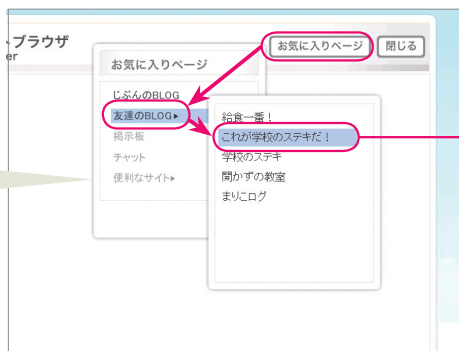 トブラウザ
er
お気に入りページ
閉じる
お気に入りページ
じぶんのBLOG
友達のBLOG▶
掲示板
チャット
便利なサイト▶
給食一番！
これが学校のステキだ！
学校のステキ
開かずの教室
まりこログ